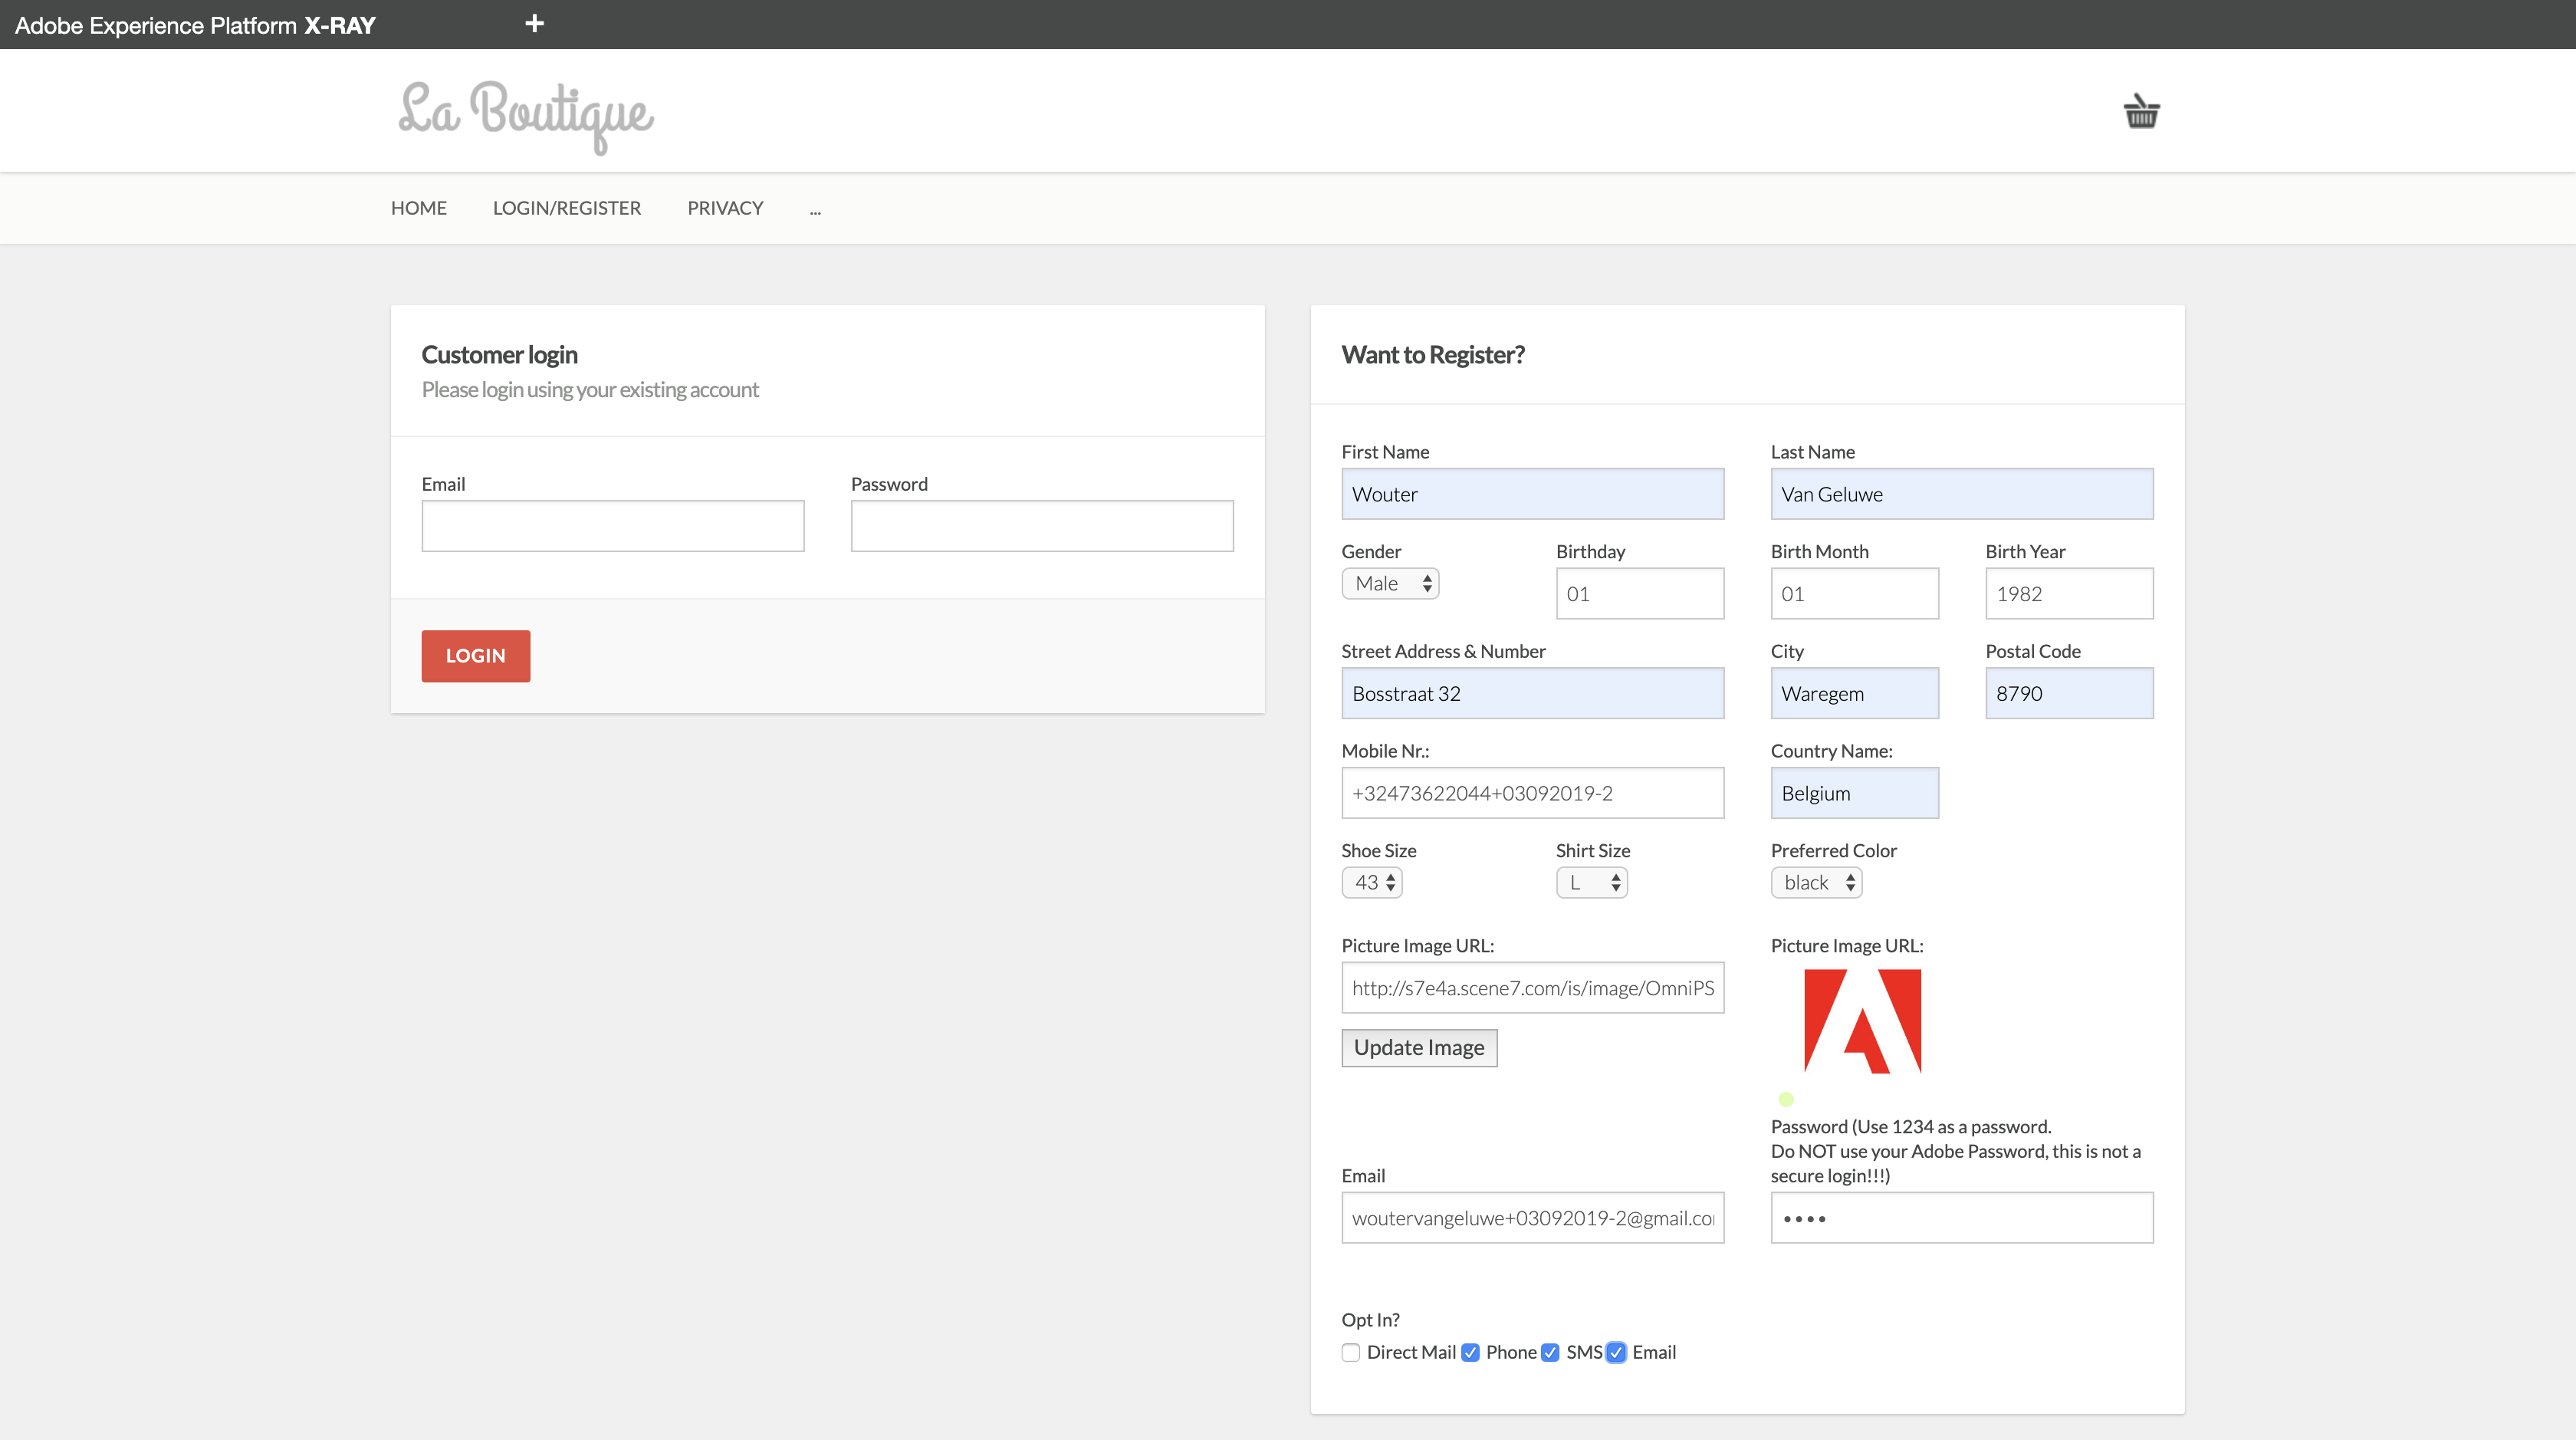 Adobe Experience Platform X-RAY
La Boutique
HOME LOGIN/REGISTER PRIVACY ...
Customer login
Please login using your existing account
Email Password
LOGIN
Want to Register?
First Name Last Name
Wouter Van Geluwe
Gender Birthday Birth Month Birth Year
Male 01 01 1982
Street Address & Number City Postal Code
Bosstraat 32 Waregem 8790
Mobile Nr.: Country Name:
+32473622044+03092019-2 Belgium
Shoe Size Shirt Size Preferred Color
43 L black
Picture Image URL: Picture Image URL:
http://s7e4a.scene7.com/is/image/OmniPS
Update Image
Password (Use 1234 as a password.
Do NOT use your Adobe Password, this is not a
Email secure login!!!)
woutervangeluwe+03092019-2@gmail.co ••••
Opt In?
Direct Mail Phone SMS Email